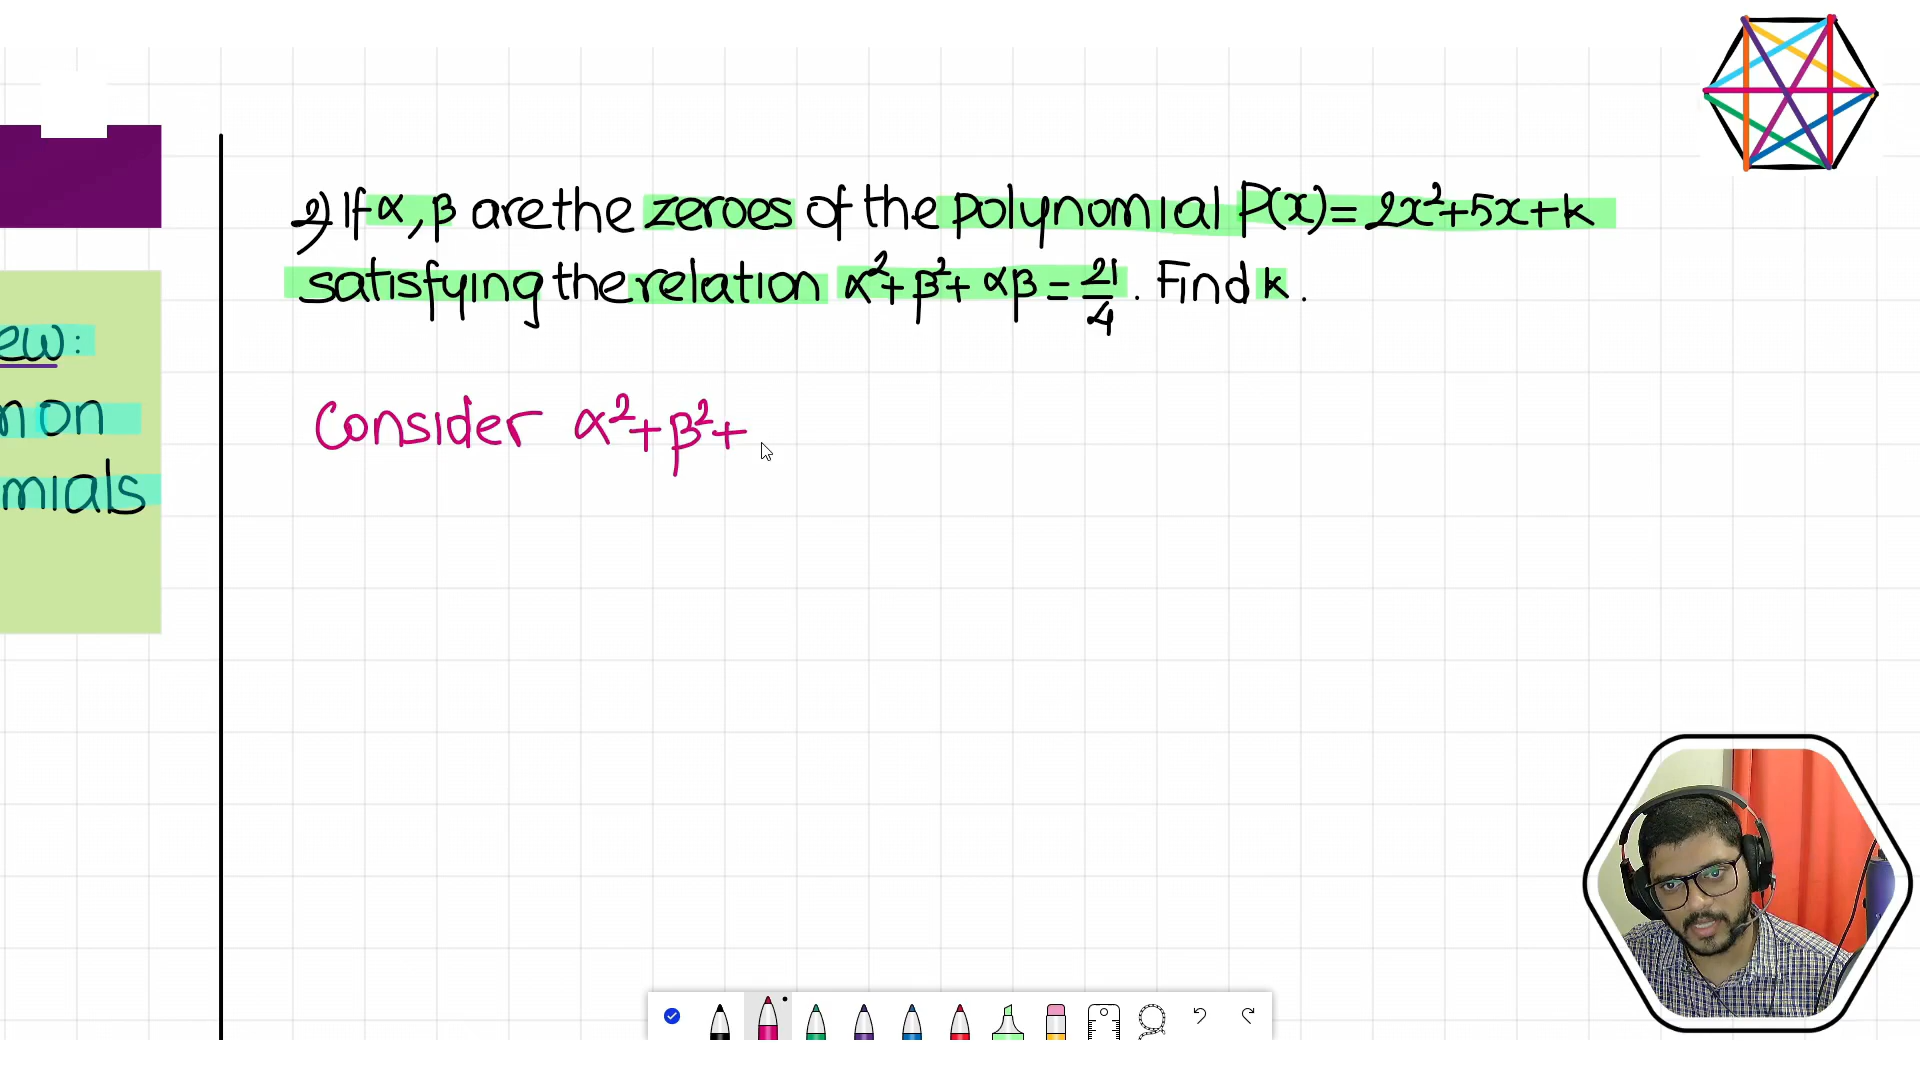 2) If α, β are the zeroes of the polynomial P(x) = 2x²+5x+k
satisfying the relation α²+β²+ αβ = 21/4 . Find k .
ew:
on
mials
Consider α²+β²+